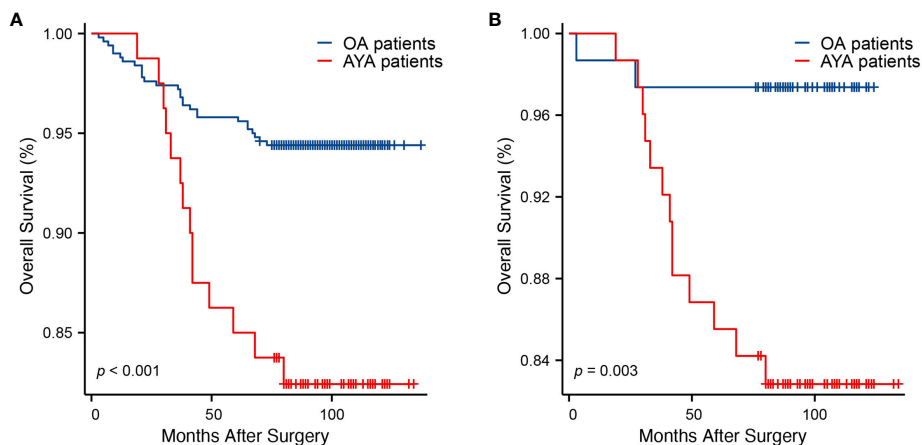 A
OA patients
AYA patients
Overall Survival (%)
1.00
0.95
0.90
0.85
p < 0.001
0
50
100
Months After Surgery
B
OA patients
AYA patients
Overall Survival (%)
1.00
0.96
0.92
0.88
0.84
p = 0.003
0
50
100
Months After Surgery